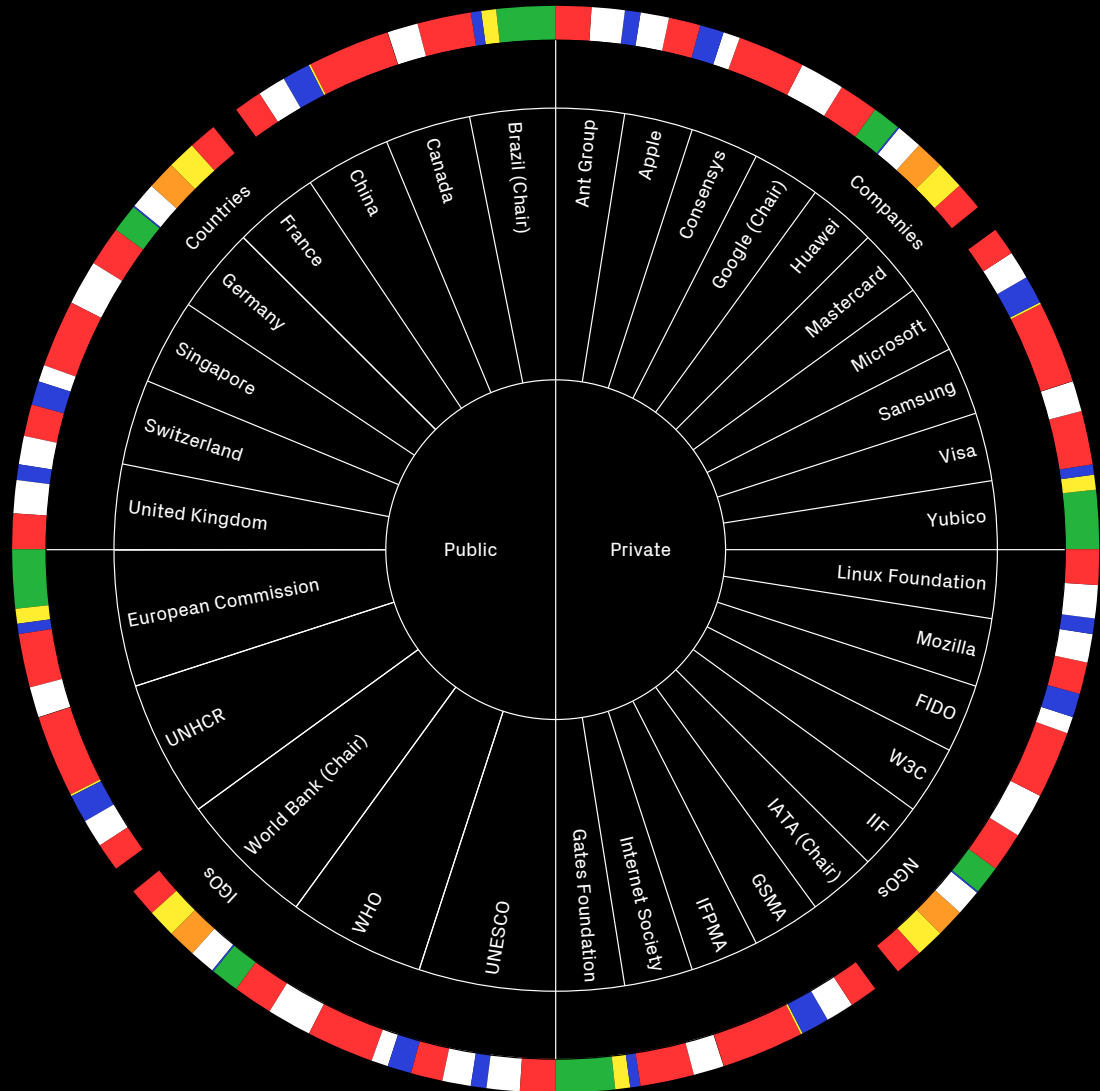 Public
Private
Companies
Ant Group
Apple
Consensys
Google (Chair)
Huawei
Mastercard
Microsoft
Samsung
Visa
Yubico
NGOs
Linux Foundation
Mozilla
FIDO
W3C
IIF
IATA (Chair)
GSMA
IFPMA
Internet Society
Gates Foundation
IGOs
UNESCO
WHO
World Bank (Chair)
UNHCR
European Commission
Countries
United Kingdom
Switzerland
Singapore
Germany
France
China
Canada
Brazil (Chair)